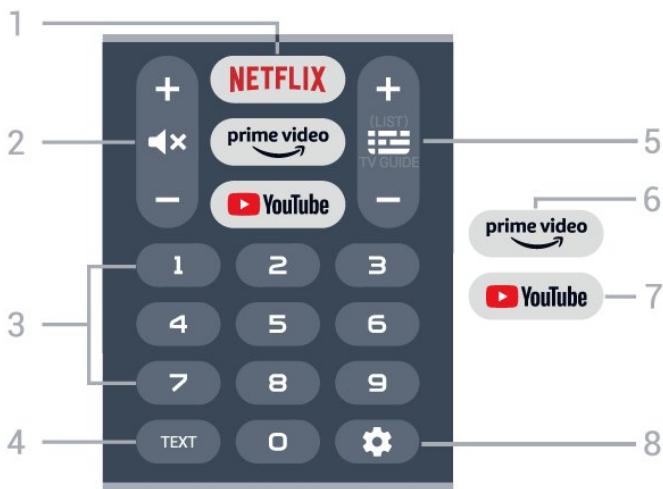 1
NETFLIX
+ +
2
prime video
(LIST)
TV GUIDE
5
− −
YouTube
6
prime video
1 2 3
YouTube
7
3
4 5 6
7 8 9
4
TEXT 0
8